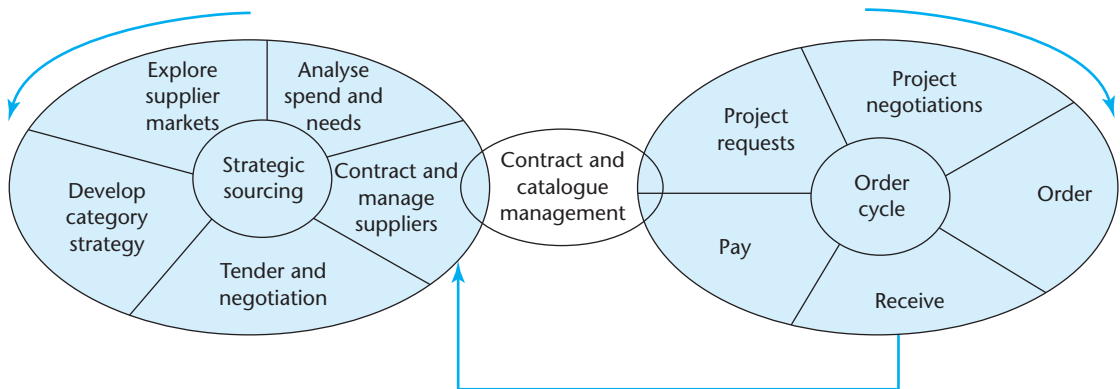 Explore
supplier
markets
Analyse
spend and
needs
Strategic
sourcing
Develop
category
strategy
Contract and
manage
suppliers
Tender and
negotiation
Contract and
catalogue
management
Project
requests
Project
negotiations
Order
cycle
Order
Pay
Receive